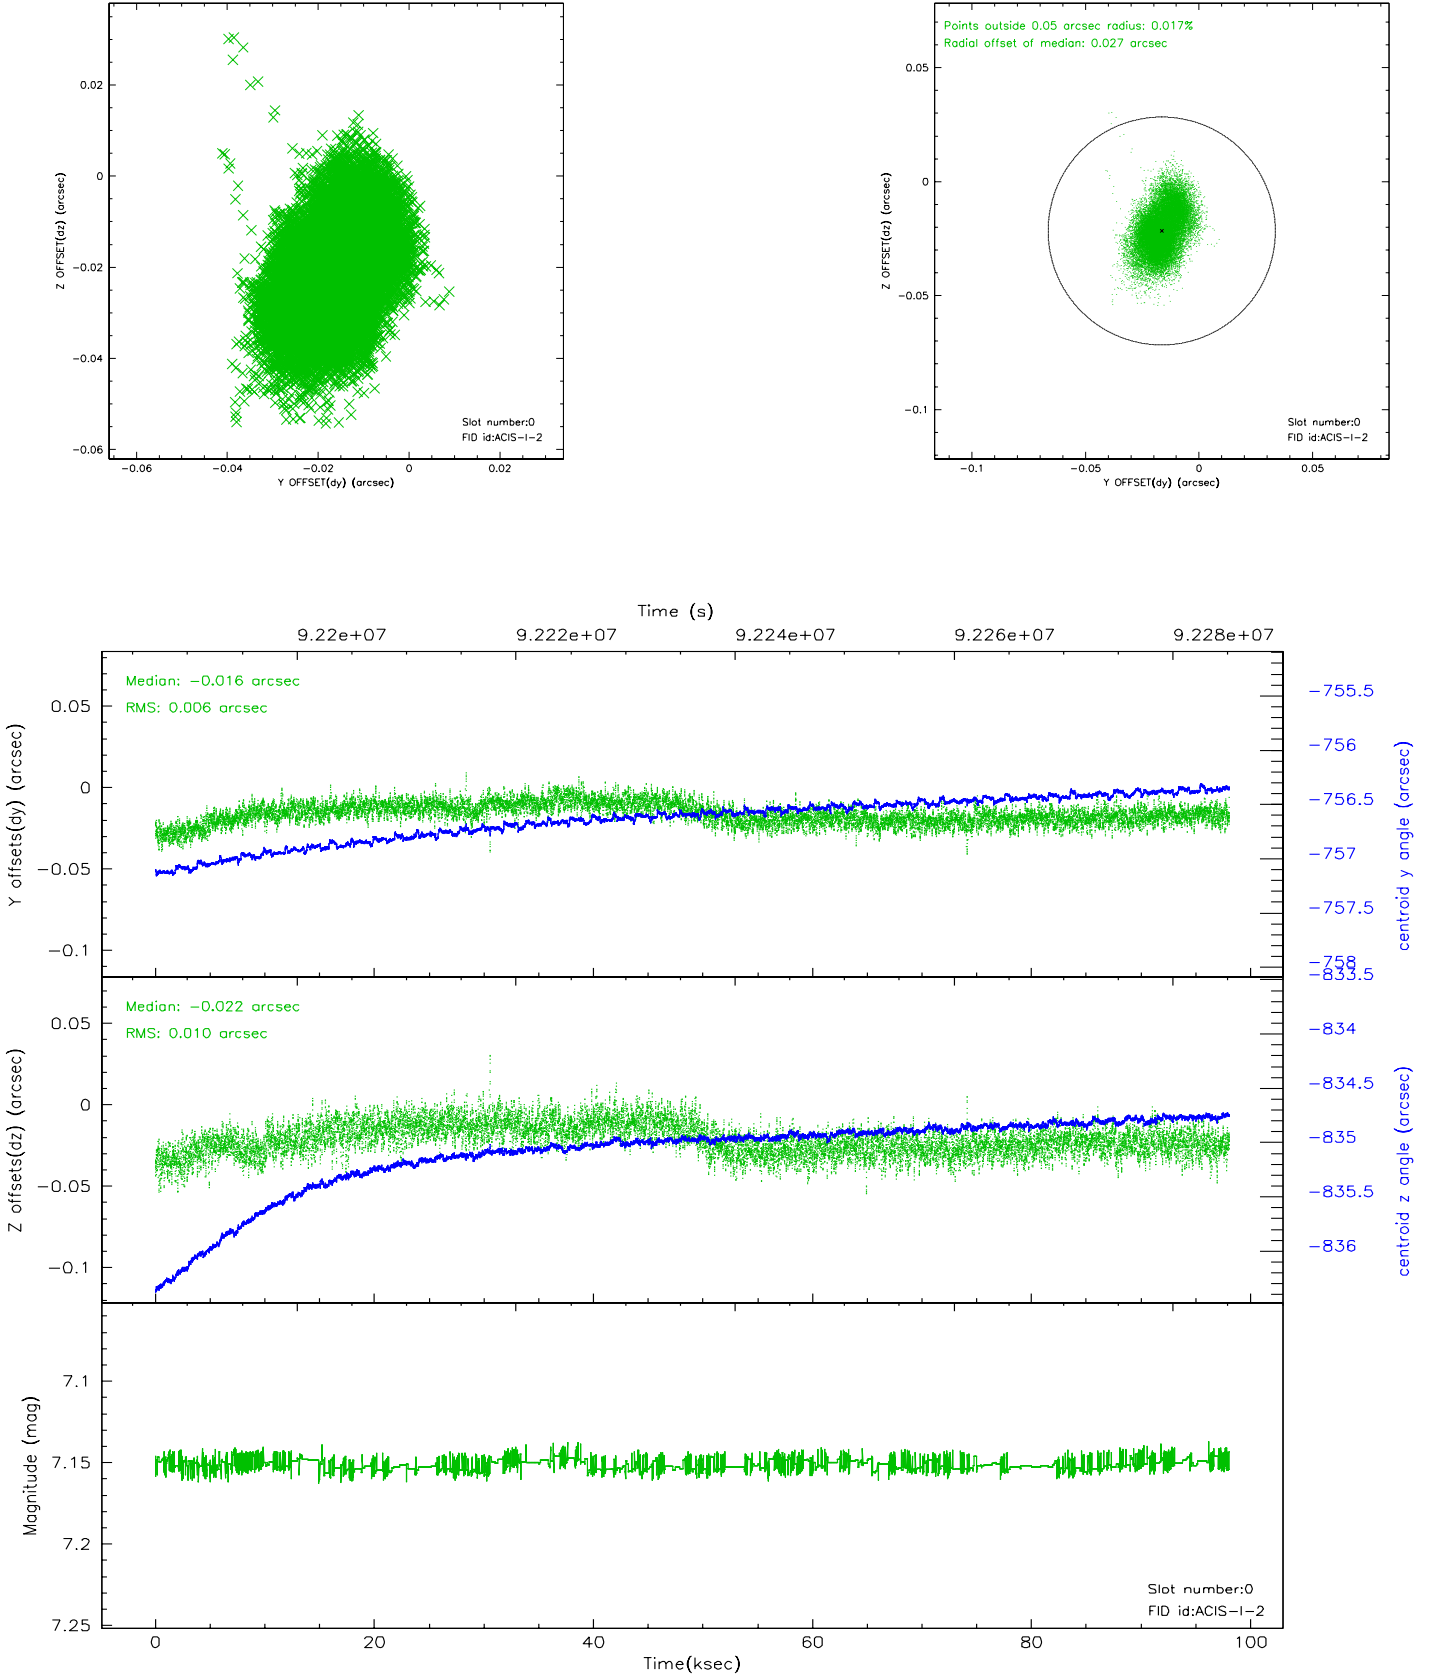 0.02
0
−0.02
−0.04
−0.06
Z OFFSET(dz) (arcsec)
Slot number:0
FID id:ACIS−I−2
−0.06
−0.04
−0.02
0
0.02
Y OFFSET(dy) (arcsec)
Points outside 0.05 arcsec radius: 0.017%
Radial offset of median: 0.027 arcsec
0.05
0
−0.05
−0.1
Z OFFSET(dz) (arcsec)
Slot number:0
FID id:ACIS−I−2
−0.1
−0.05
0
0.05
Y OFFSET(dy) (arcsec)
Time (s)
9.22e+07
9.222e+07
9.224e+07
9.226e+07
9.228e+07
Median: −0.016 arcsec
RMS: 0.006 arcsec
0.05
0
−0.05
−0.1
Y offsets(dy) (arcsec)
−755.5
−756
−756.5
−757
−757.5
−758
centroid y angle (arcsec)
Median: −0.022 arcsec
RMS: 0.010 arcsec
0.05
0
−0.05
−0.1
Z offsets(dz) (arcsec)
−833.5
−834
−834.5
−835
−835.5
−836
centroid z angle (arcsec)
7.1
7.15
7.2
7.25
Magnitude (mag)
Slot number:0
FID id:ACIS−I−2
0
20
40
60
80
100
Time(ksec)